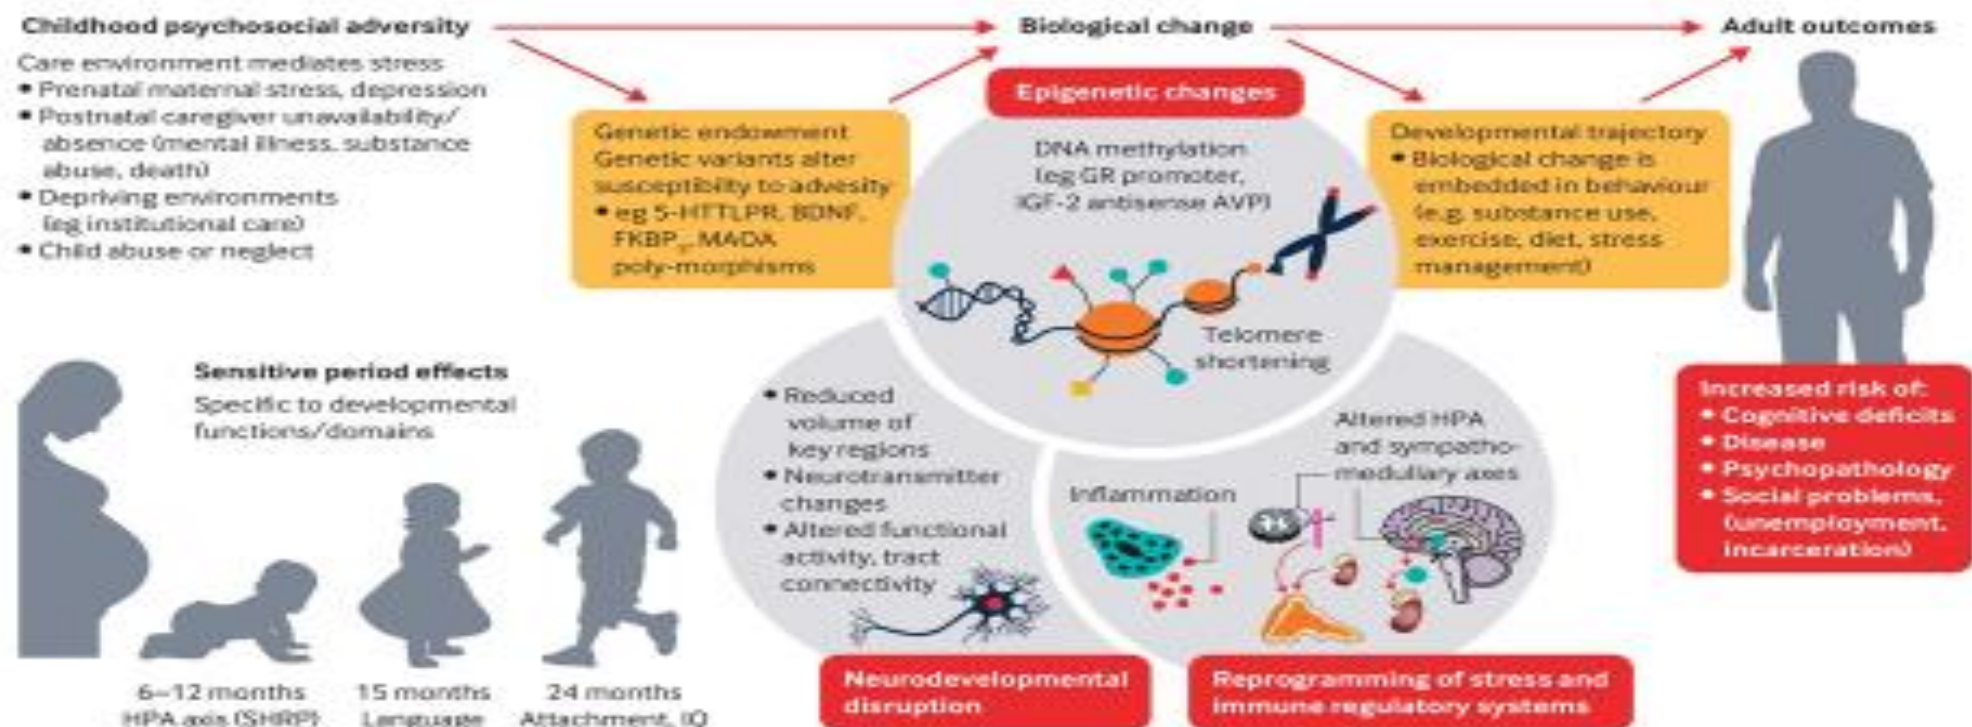 Childhood psychosocial adversity
Care environment mediates stress
• Prenatal maternal stress, depression
• Postnatal caregiver unavailability/
absence (mental illness, substance
abuse, death)
• Depriving environments
(eg institutional care)
• Child abuse or neglect
Biological change
Adult outcomes
Genetic endowment
Genetic variants alter
susceptibilty to advesity
• eg 5-HTTLPR, BDNF,
FKBP5, MAOA
poly-morphisms
Epigenetic changes
DNA methylation
(eg GR promoter,
IGF-2 antisense AVP)
Telomere
shortening
Developmental trajectory
• Biological change is
embedded in behaviour
(e.g. substance use,
exercise, diet, stress
management)
Sensitive period effects
Specific to developmental
functions/domains
• Reduced
volume of
key regions
• Neurotransmitter
changes
• Altered functional
activity, tract
connectivity
Altered HPA
and sympatho-
medullary axes
Inflammation
Increased risk of:
• Cognitive deficits
• Disease
• Psychopathology
• Social problems,
(unemployment,
incarceration)
6–12 months
HPA axis (SHRP)
15 months
Language
24 months
Attachment, IQ
Neurodevelopmental
disruption
Reprogramming of stress and
immune regulatory systems